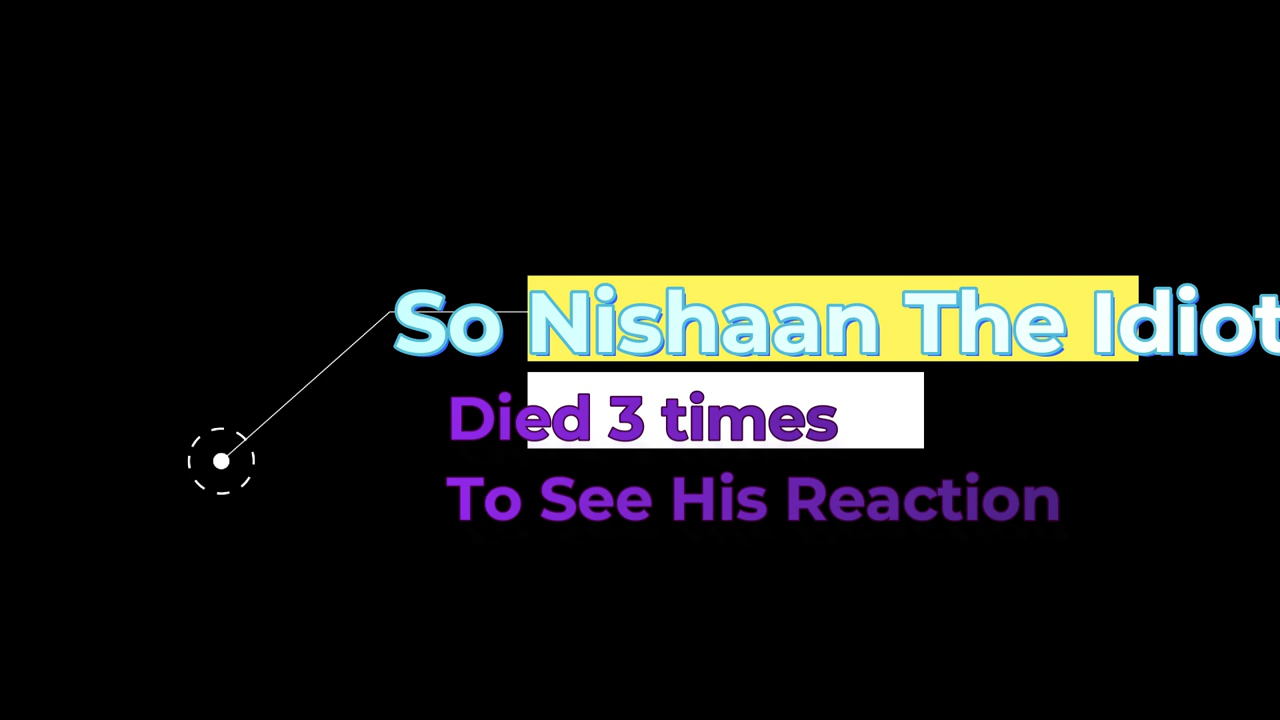 So Nishaan The Idiot
Died 3 times
To See His Reaction